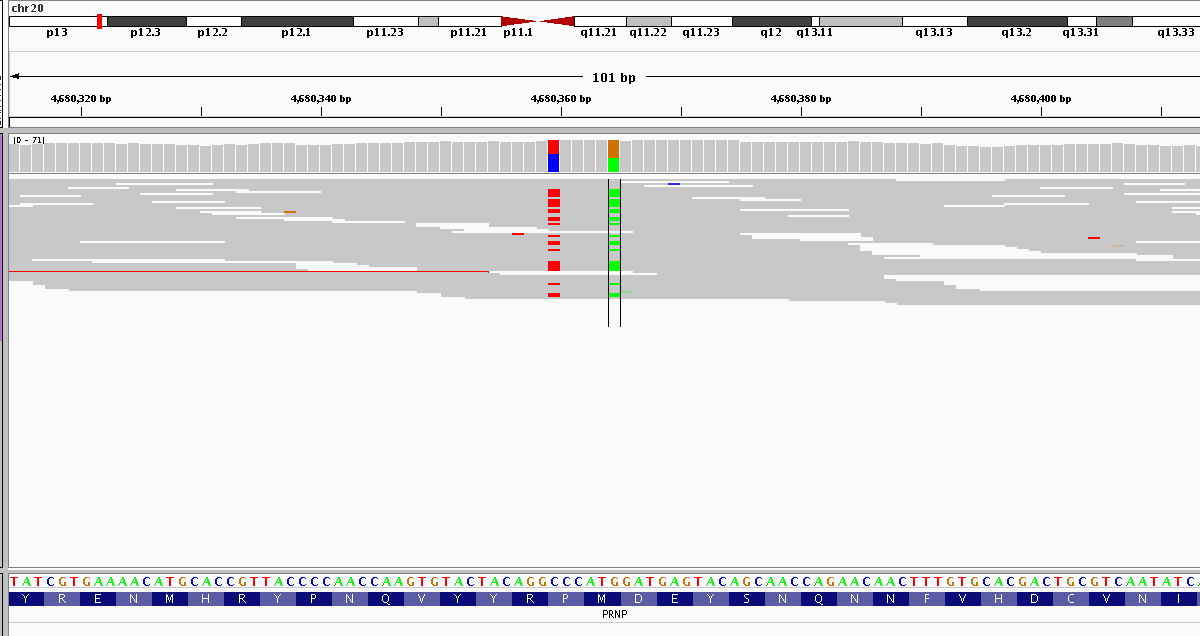 chr20
p13 p12.3 p12.2 p12.1 p11.23 p11.21 p11.1 q11.21 q11.22 q11.23 q12 q13.11 q13.13 q13.2 q13.31 q13.33
101 bp
4,680,320 bp 4,680,340 bp 4,680,360 bp 4,680,380 bp 4,680,400 bp
[0 - 71]
TATCGTGAAAACATGCACCGTTACCCCAACCAAGTGTACTACAGGCCCATGGATGAGTACAGCAACCAGAACAACTTTGTGCACGACTGCGTCAATATC
Y R E N M H R Y P N Q V Y Y R P M D E Y S N Q N N F V H D C V N I
PRNP